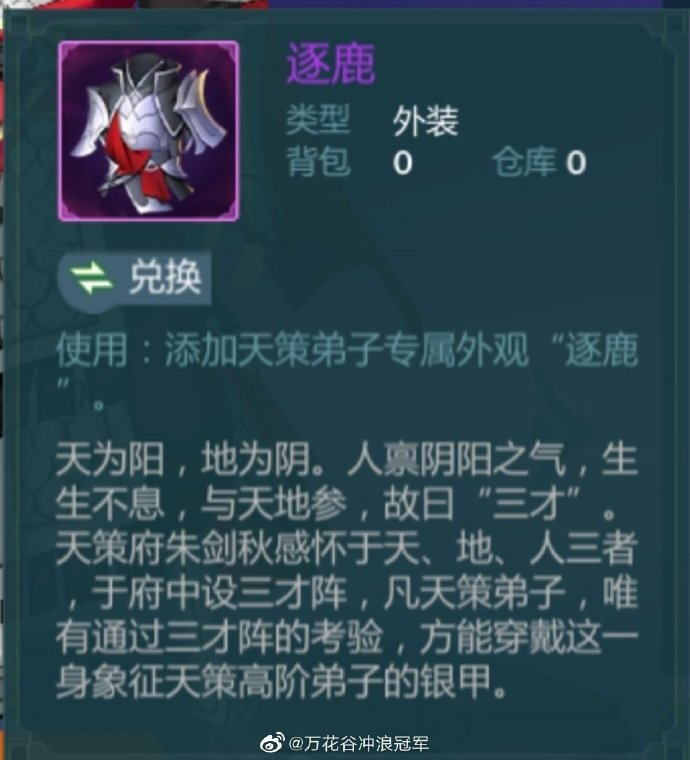 逐鹿
类型 外装
背包 0 仓库 0
兑换
使用：添加天策弟子专属外观“逐鹿
”。
天为阳，地为阴。人禀阴阳之气，生
生不息，与天地参，故曰“三才”。
天策府朱剑秋感怀于天、地、人三者
，于府中设三才阵，凡天策弟子，唯
有通过三才阵的考验，方能穿戴这一
身象征天策高阶弟子的银甲。
@万花谷冲浪冠军